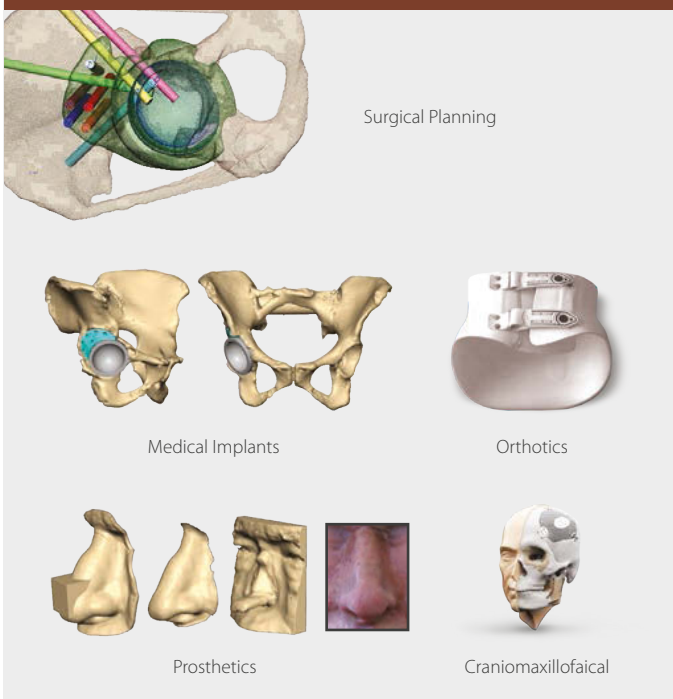 Surgical Planning
Medical Implants
Orthotics
Prosthetics
Craniomaxillofaical